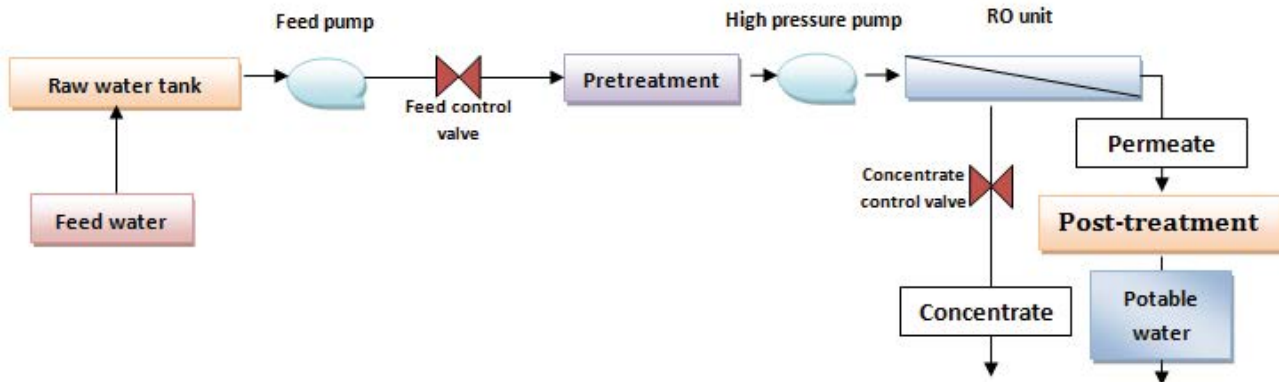 Feed pump
High pressure pump
RO unit
Raw water tank
Pretreatment
Feed control
valve
Permeate
Concentrate
control valve
Feed water
Post-treatment
Concentrate
Potable
water